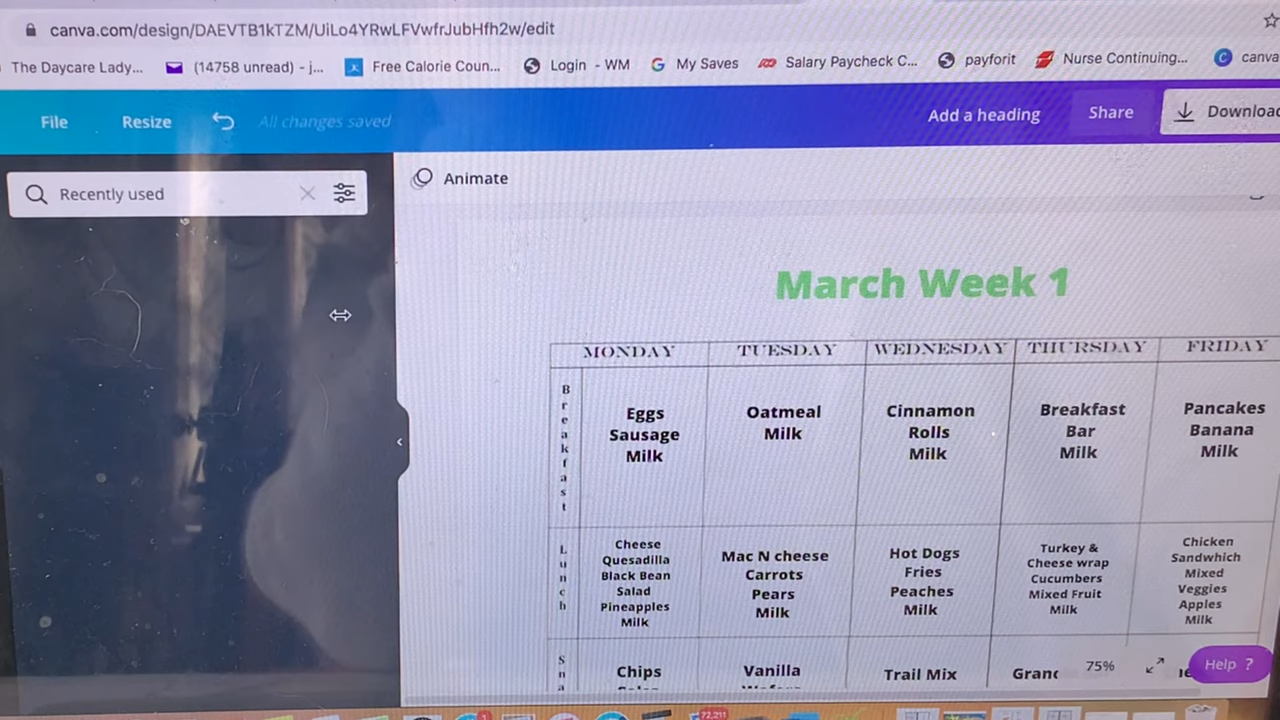 canva.com/design/DAEVTB1kTZM/UiLo4YRwLFVwfrJubHfh2w/edit
The Daycare Lady... (14758 unread) - j... Free Calorie Coun... Login - WM My Saves Salary Paycheck C... payforit Nurse Continuing... canva
File Resize All changes saved Add a heading Share Download
Recently used
Animate
March Week 1
MONDAY TUESDAY WEDNESDAY THURSDAY FRIDAY
Breakfast
Eggs
Sausage
Milk
Oatmeal
Milk
Cinnamon
Rolls
Milk
Breakfast
Bar
Milk
Pancakes
Banana
Milk
Lunch
Cheese
Quesadilla
Black Bean
Salad
Pineapples
Milk
Mac N cheese
Carrots
Pears
Milk
Hot Dogs
Fries
Peaches
Milk
Turkey &
Cheese wrap
Cucumbers
Mixed Fruit
Milk
Chicken
Sandwhich
Mixed
Veggies
Apples
Milk
Sna
Chips
Vanilla
Trail Mix
75%
Help ?
72,211